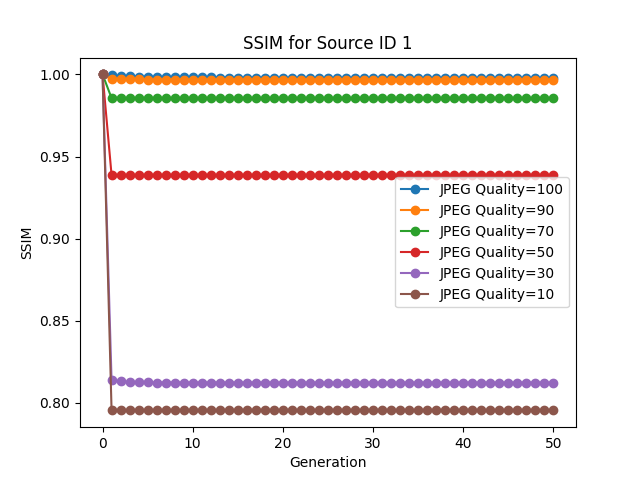 SSIM for Source ID 1
1.00
0.95
0.90
0.85
0.80
SSIM
JPEG Quality=100
JPEG Quality=90
JPEG Quality=70
JPEG Quality=50
JPEG Quality=30
JPEG Quality=10
0 10 20 30 40 50
Generation